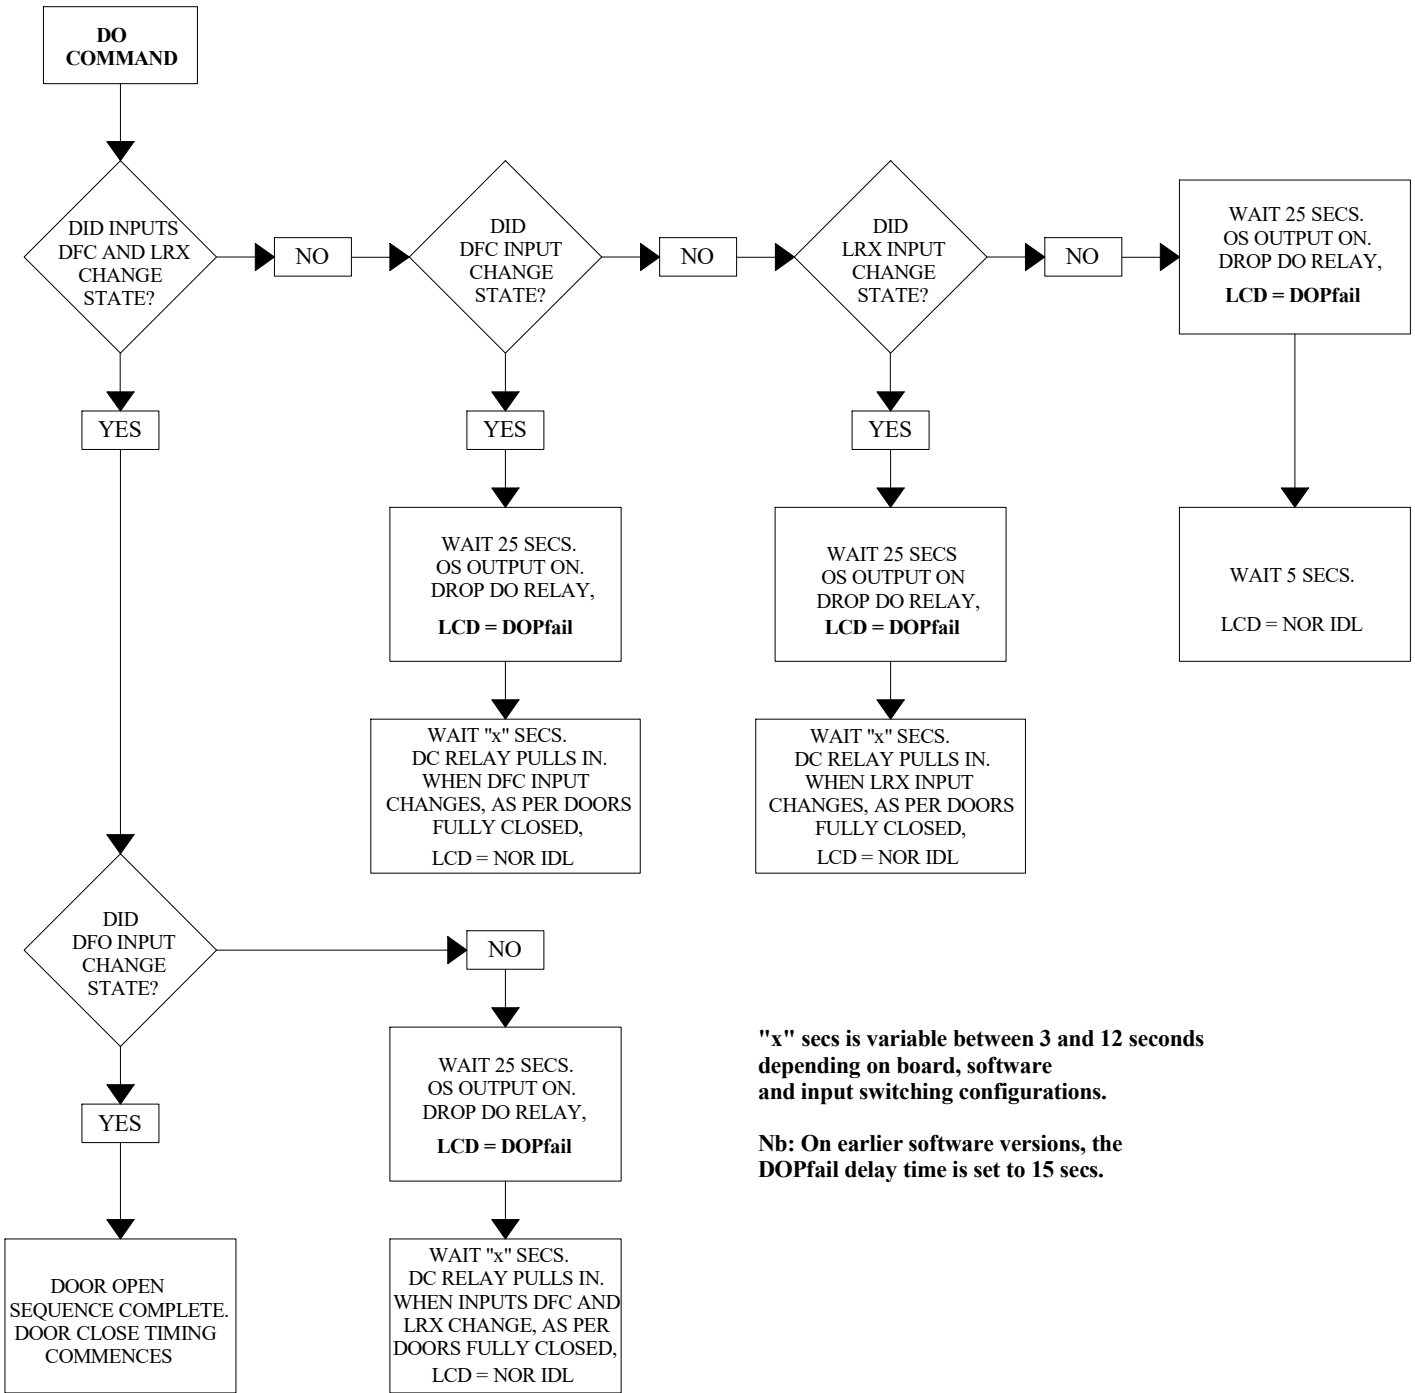 DO
COMMAND
DID INPUTS
DFC AND LRX
CHANGE
STATE?
NO
DID
DFC INPUT
CHANGE
STATE?
NO
DID
LRX INPUT
CHANGE
STATE?
NO
WAIT 25 SECS.
OS OUTPUT ON.
DROP DO RELAY,
LCD = DOPfail
YES
YES
YES
WAIT 25 SECS.
OS OUTPUT ON.
DROP DO RELAY,
LCD = DOPfail
WAIT 25 SECS
OS OUTPUT ON
DROP DO RELAY,
LCD = DOPfail
WAIT 5 SECS.
LCD = NOR IDL
WAIT "x" SECS.
DC RELAY PULLS IN.
WHEN DFC INPUT
CHANGES, AS PER DOORS
FULLY CLOSED,
LCD = NOR IDL
WAIT "x" SECS.
DC RELAY PULLS IN.
WHEN LRX INPUT
CHANGES, AS PER DOORS
FULLY CLOSED,
LCD = NOR IDL
DID
DFO INPUT
CHANGE
STATE?
NO
YES
WAIT 25 SECS.
OS OUTPUT ON.
DROP DO RELAY,
LCD = DOPfail
"x" secs is variable between 3 and 12 seconds
depending on board, software
and input switching configurations.
Nb: On earlier software versions, the
DOPfail delay time is set to 15 secs.
DOOR OPEN
SEQUENCE COMPLETE.
DOOR CLOSE TIMING
COMMENCES
WAIT "x" SECS.
DC RELAY PULLS IN.
WHEN INPUTS DFC AND
LRX CHANGE, AS PER
DOORS FULLY CLOSED,
LCD = NOR IDL